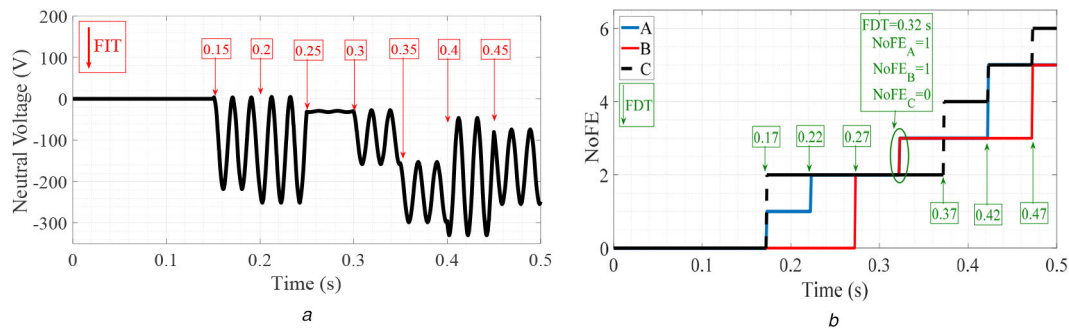 200
100
0
-100
-200
-300
Neutral Voltage (V)
FIT
0.15
0.2
0.25
0.3
0.35
0.4
0.45
0
0.1
0.2
0.3
0.4
0.5
Time (s)
a
6
4
2
0
NoFE
A
B
C
FDT
FDT=0.32 s
NoFE_A=1
NoFE_B=1
NoFE_C=0
0.17
0.22
0.27
0.37
0.42
0.47
0
0.1
0.2
0.3
0.4
0.5
Time (s)
b